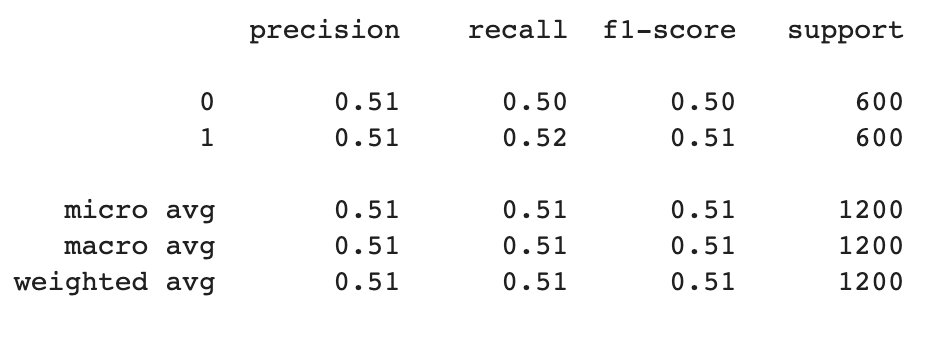 precision recall f1-score support
0 0.51 0.50 0.50 600
1 0.51 0.52 0.51 600
micro avg 0.51 0.51 0.51 1200
macro avg 0.51 0.51 0.51 1200
weighted avg 0.51 0.51 0.51 1200